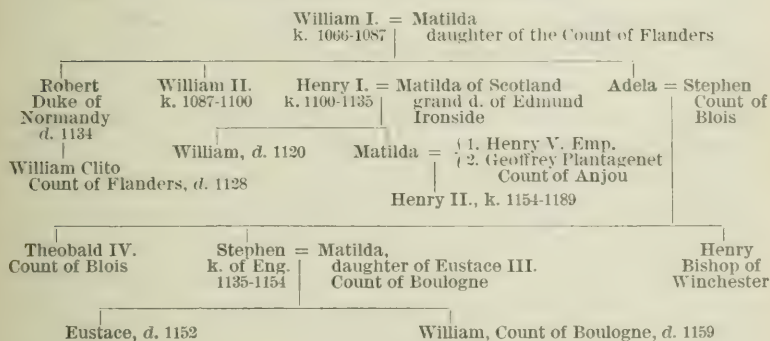 William I. = Matilda
k. 1066-1087 daughter of the Count of Flanders
Robert William II. Henry I. = Matilda of Scotland Adela = Stephen
Duke of k. 1087-1100 k. 1100-1135 grand d. of Edmund Count of
Normandy Ironside Blois
d. 1134
William, d. 1120 Matilda = { 1. Henry V. Emp.
William Clito { 2. Geoffrey Plantagenet
Count of Flanders, d. 1128 Count of Anjou
Henry II., k. 1154-1189
Theobald IV. Stephen = Matilda, Henry
Count of Blois k. of Eng. daughter of Eustace III. Bishop of
1135-1154 Count of Boulogne Winchester
Eustace, d. 1152 William, Count of Boulogne, d. 1159